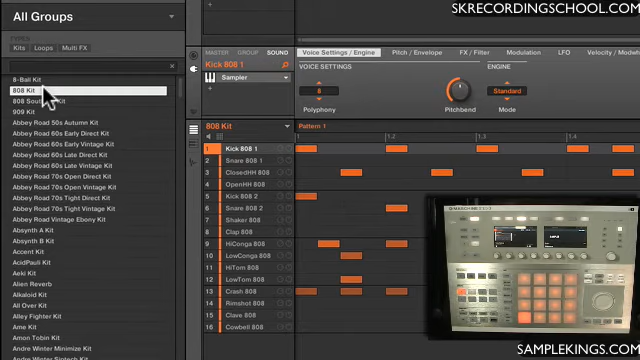 SKRECORDINGSCHOOL.COM
All Groups
TYPES
Kits Loops Multi FX
MASTER GROUP SOUND
Kick 808 1
Sampler
Voice Settings / Engine Pitch / Envelope FX / Filter Modulation LFO Velocity / Modw
VOICE SETTINGS ENGINE
8 Standard
Polyphony Pitchbend Mode
8-Ball Kit
808 Kit
909 Kit
Abbey Road 50s Autumn Kit
Abbey Road 60s Early Direct Kit
Abbey Road 60s Early Vintage Kit
Abbey Road 60s Late Direct Kit
Abbey Road 60s Late Vintage Kit
Abbey Road 70s Open Direct Kit
Abbey Road 70s Open Vintage Kit
Abbey Road 70s Tight Direct Kit
Abbey Road 70s Tight Vintage Kit
Abbey Road Vintage Ebony Kit
Absynth A Kit
Absynth B Kit
Accent Kit
AcidPauli Kit
Aeki Kit
Alien Reverb
Alkaloid Kit
All Over Kit
Alley Fighter Kit
Ame Kit
Amon Tobin Kit
Andre Winter Minimize Kit
808 Kit Pattern 1
1 1.2 1.3 1.4
1 Kick 808 1
2 Snare 808 1
3 ClosedHH 808
4 OpenHH 808
5 Kick 808 2
6 Snare 808 2
7 Shaker 808
8 Clap 808
9 HiConga 808
10 LowConga 808
11 HiTom 808
12 LowTom 808
13 Crash 808
14 Rimshot 808
15 Clave 808
16 Cowbell 808
SAMPLEKINGS.COM